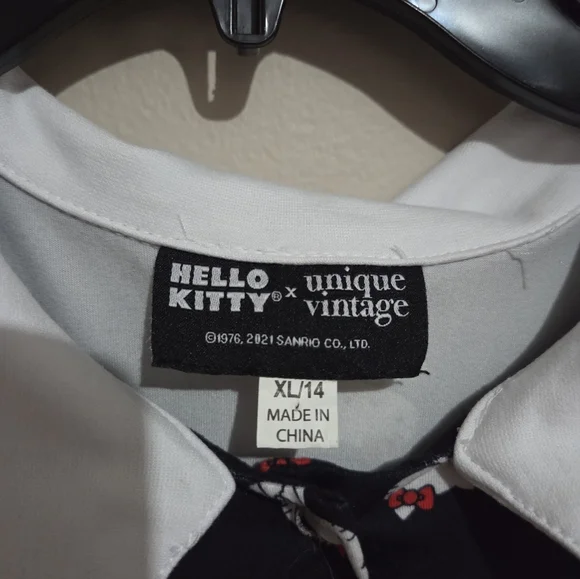 HELLO KITTY® x unique vintage
©1976, 2021 SANRIO CO., LTD.
XL/14
MADE IN
CHINA